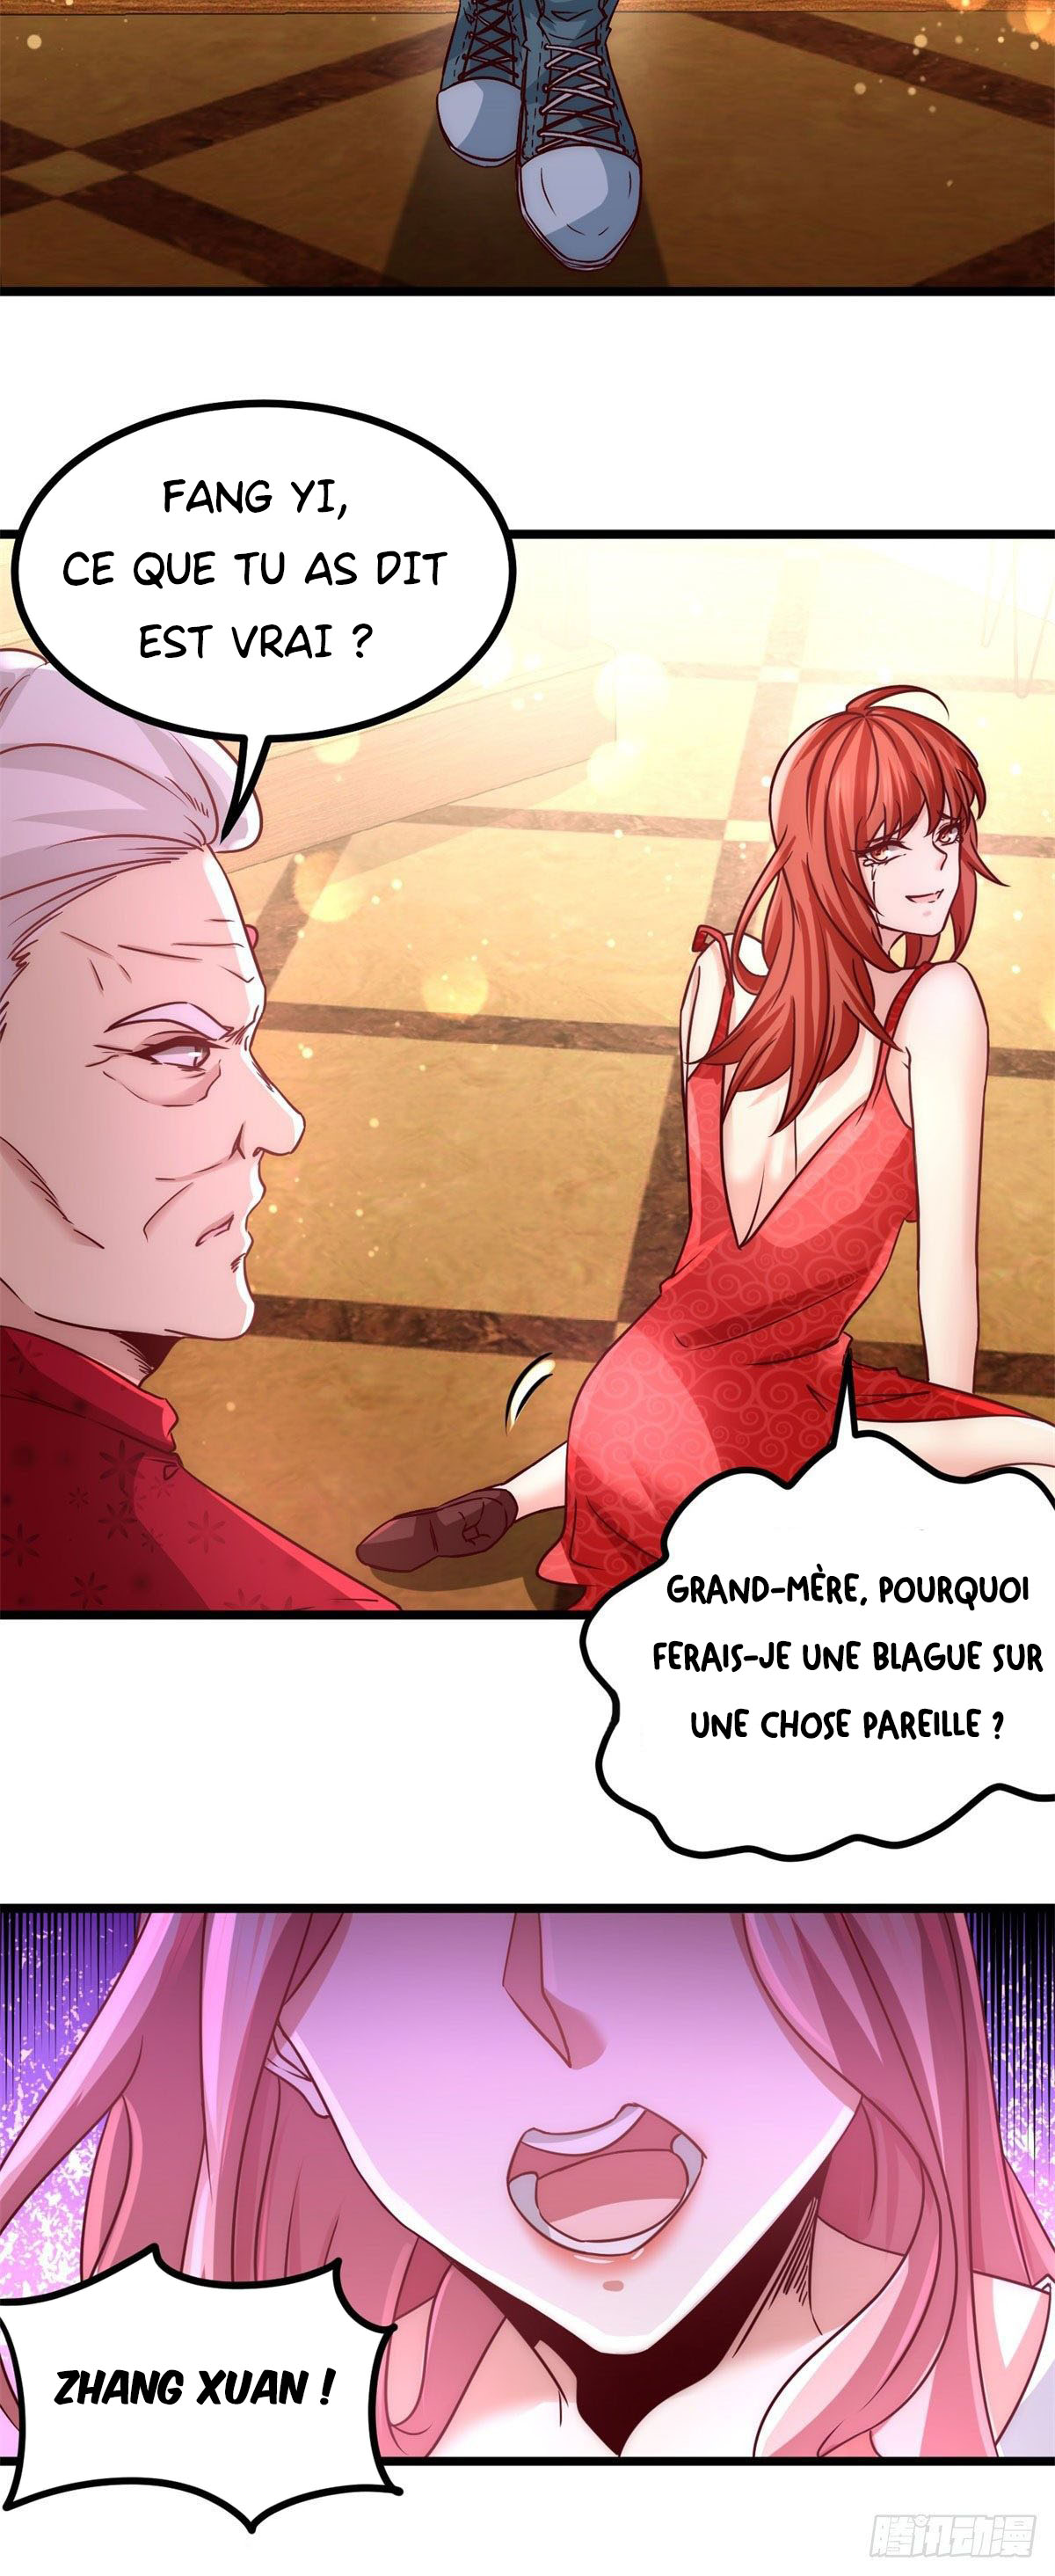 FANG YI,
CE QUE TU AS DIT
EST VRAI ?
GRAND-MÈRE, POURQUOI
FERAIS-JE UNE BLAGUE SUR
UNE CHOSE PAREILLE ?
ZHANG XUAN !
腾讯动漫